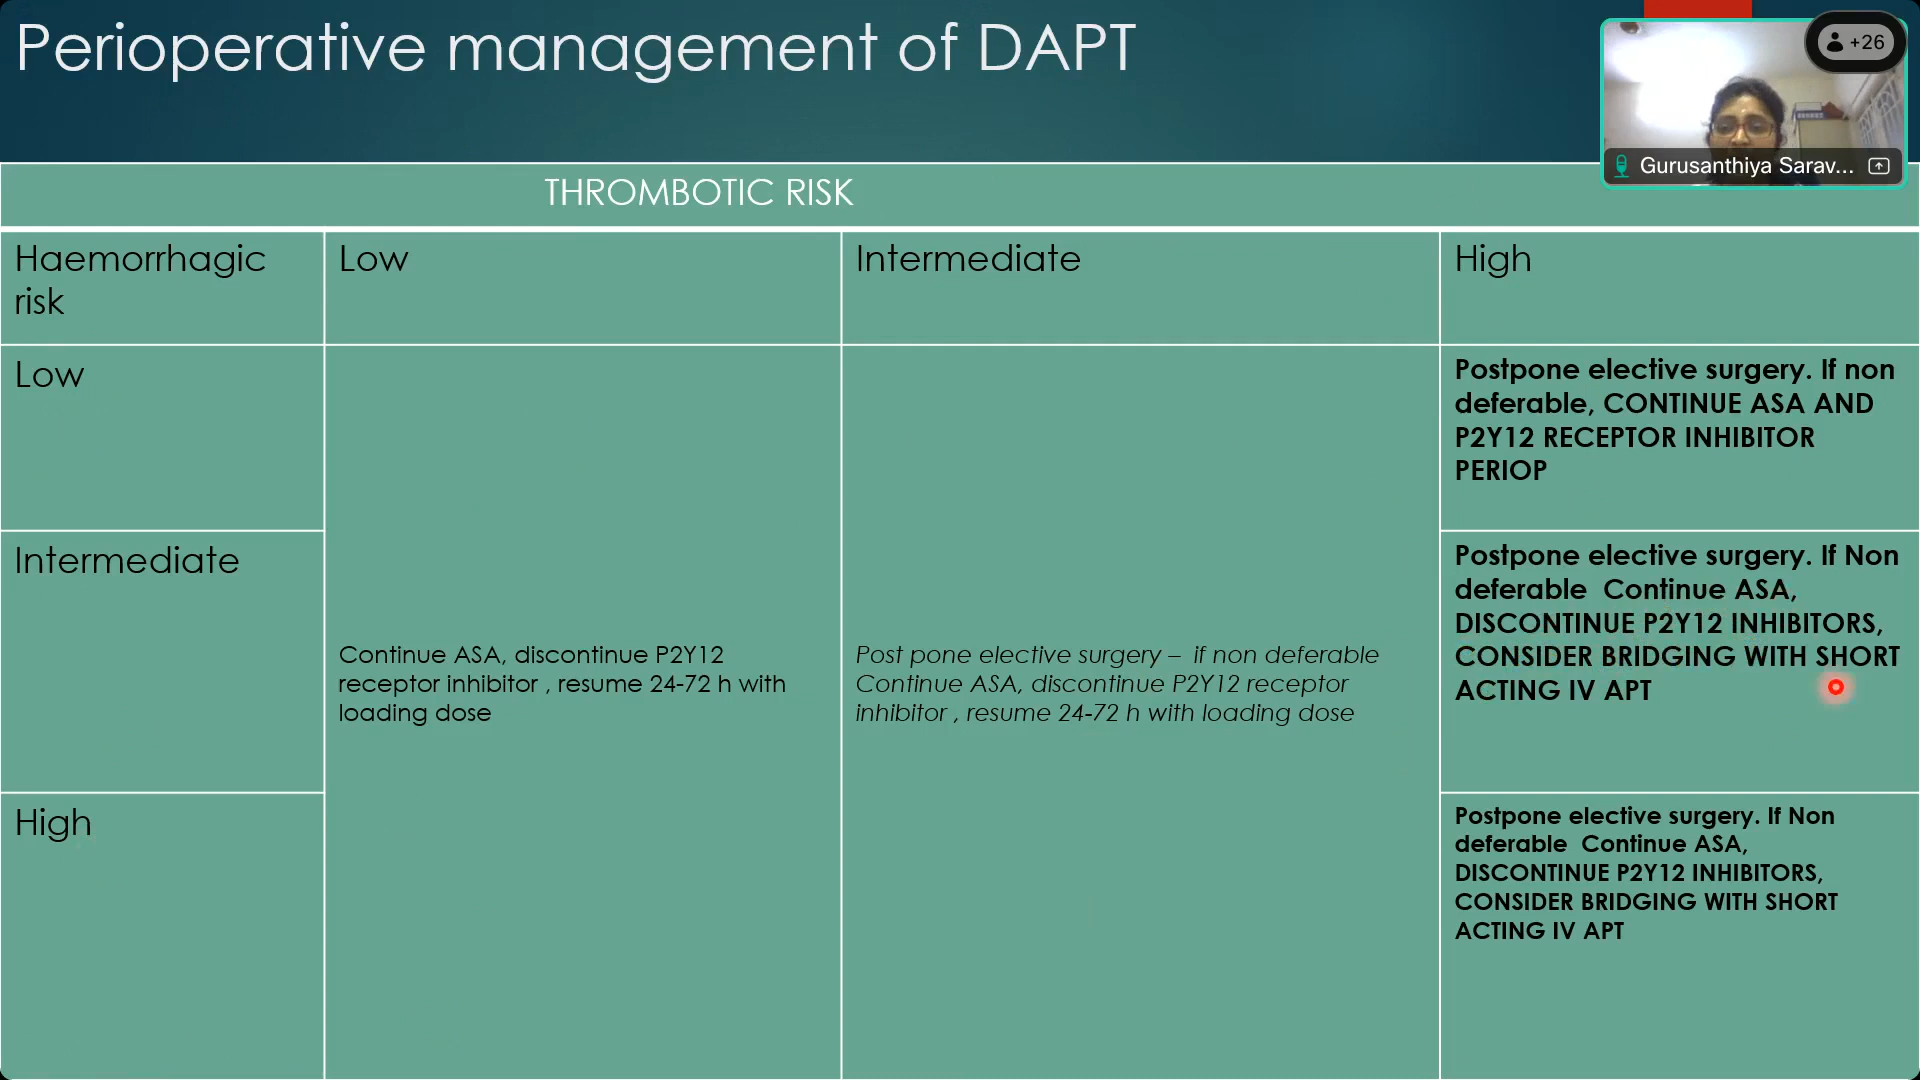 Perioperative management of DAPT
+26
Gurusanthiya Sarav...
THROMBOTIC RISK
Haemorrhagic
risk
Low
Intermediate
High
Low
Postpone elective surgery. If non
deferable, CONTINUE ASA AND
P2Y12 RECEPTOR INHIBITOR
PERIOP
Intermediate
Postpone elective surgery. If Non
deferable  Continue ASA,
DISCONTINUE P2Y12 INHIBITORS,
CONSIDER BRIDGING WITH SHORT
ACTING IV APT
Continue ASA, discontinue P2Y12
receptor inhibitor , resume 24-72 h with
loading dose
Post pone elective surgery –  if non deferable
Continue ASA, discontinue P2Y12 receptor
inhibitor , resume 24-72 h with loading dose
High
Postpone elective surgery. If Non
deferable  Continue ASA,
DISCONTINUE P2Y12 INHIBITORS,
CONSIDER BRIDGING WITH SHORT
ACTING IV APT